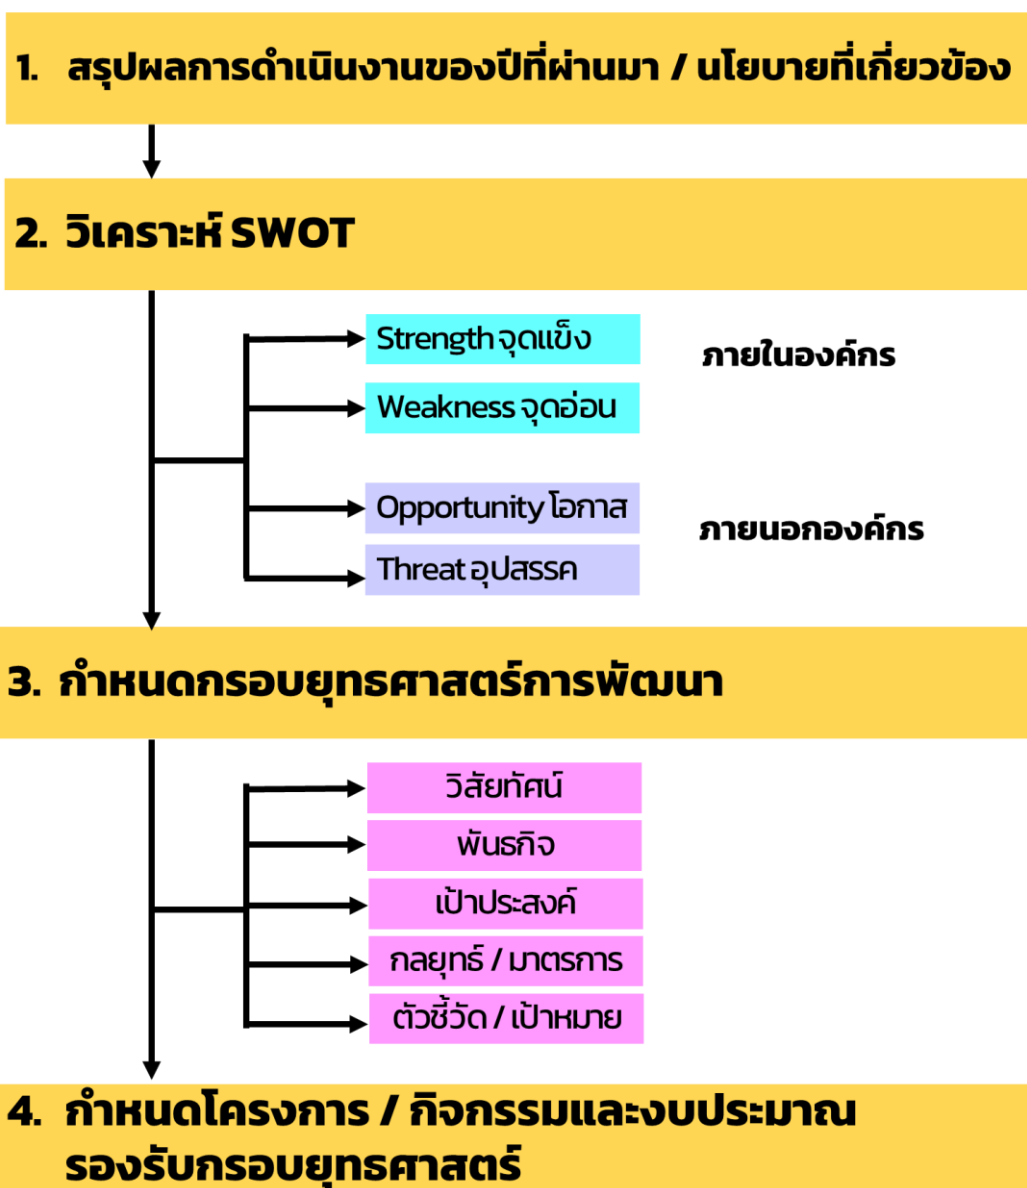 1. สรุปผลการดำเนินงานของปีที่ผ่านมา / นโยบายที่เกี่ยวข้อง
2. วิเคราะห์ SWOT
Strength จุดแข็ง
ภายในองค์กร
Weakness จุดอ่อน
Opportunity โอกาส
ภายนอกองค์กร
Threat อุปสรรค
3. กำหนดกรอบยุทธศาสตร์การพัฒนา
วิสัยทัศน์
พันธกิจ
เป้าประสงค์
กลยุทธ์ / มาตรการ
ตัวชี้วัด / เป้าหมาย
4. กำหนดโครงการ / กิจกรรมและงบประมาณ
รองรับกรอบยุทธศาสตร์